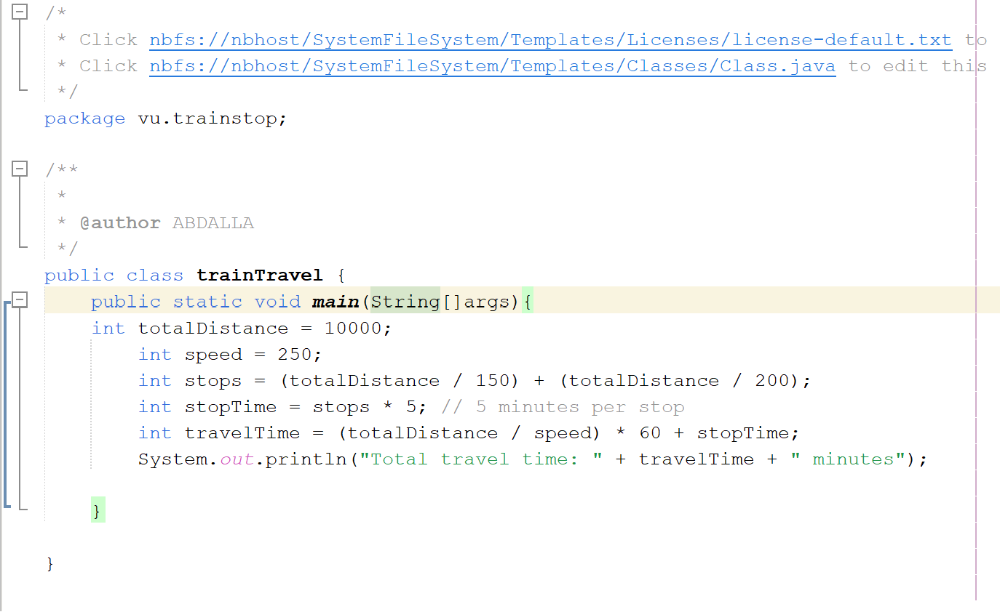 /*
 * Click nbfs://nbhost/SystemFileSystem/Templates/Licenses/license-default.txt to
 * Click nbfs://nbhost/SystemFileSystem/Templates/Classes/Class.java to edit this
 */
package vu.trainstop;
/**
 *
 * @author ABDALLA
 */
public class trainTravel {
    public static void main(String[]args){
    int totalDistance = 10000;
        int speed = 250;
        int stops = (totalDistance / 150) + (totalDistance / 200);
        int stopTime = stops * 5; // 5 minutes per stop
        int travelTime = (totalDistance / speed) * 60 + stopTime;
        System.out.println("Total travel time: " + travelTime + " minutes");
    }
}